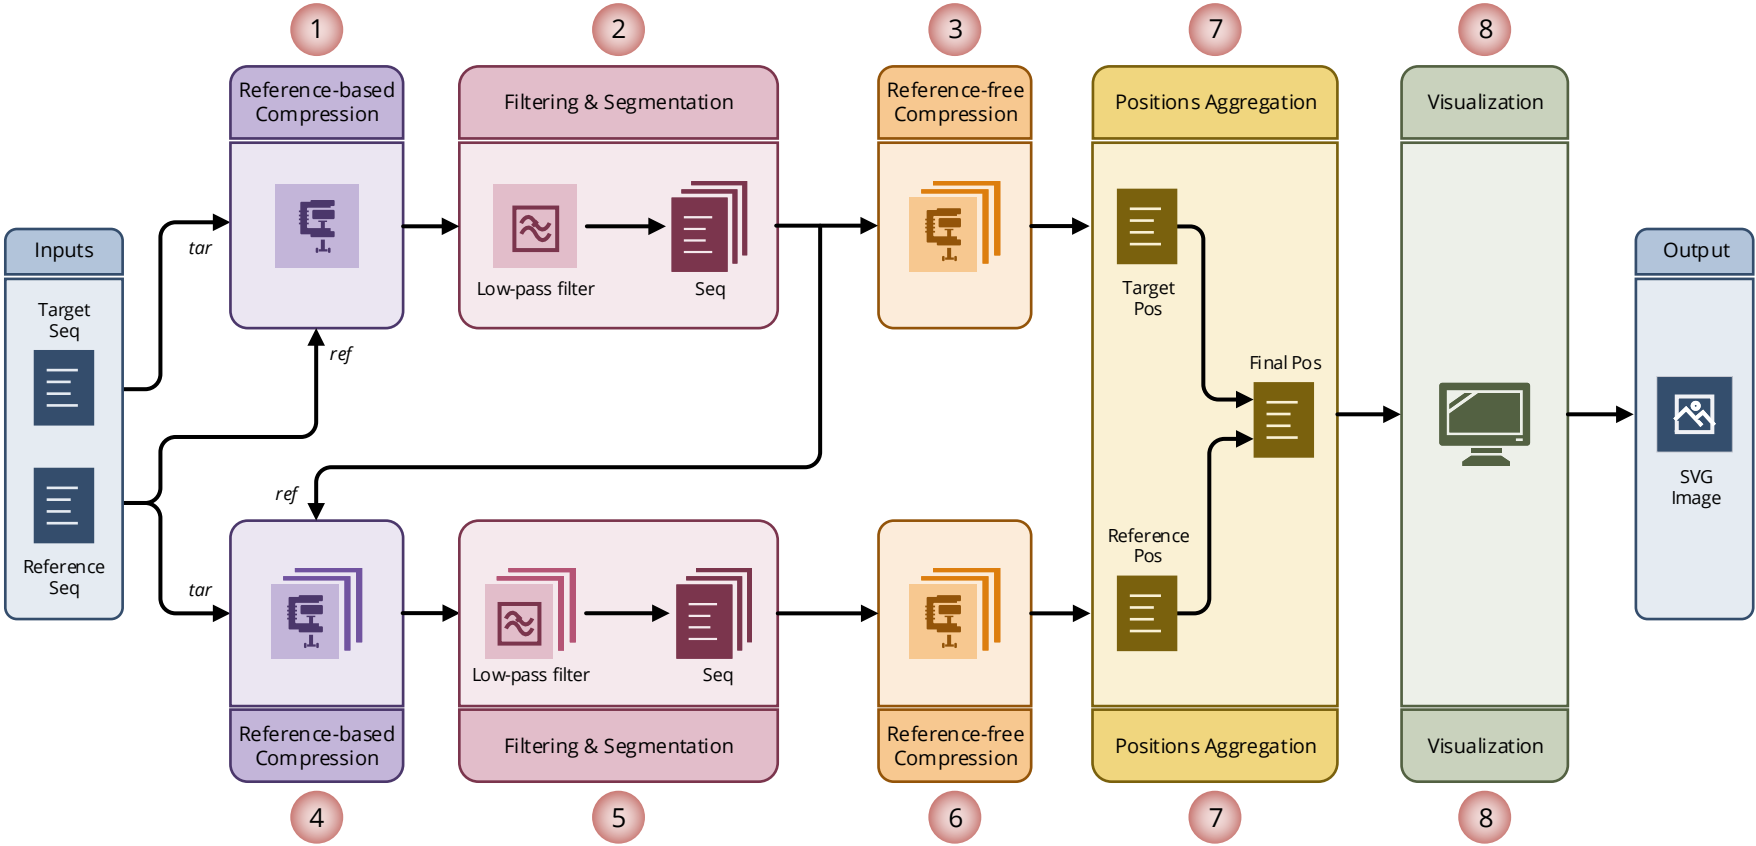 1
2
3
7
8
Reference-based
Compression
Filtering & Segmentation
Reference-free
Compression
Positions Aggregation
Visualization
Inputs
Target
Seq
Reference
Seq
tar
ref
Low-pass filter
Seq
Target
Pos
Final Pos
Reference
Pos
Output
SVG
Image
ref
tar
Low-pass filter
Seq
Reference-based
Compression
Filtering & Segmentation
Reference-free
Compression
Positions Aggregation
Visualization
4
5
6
7
8